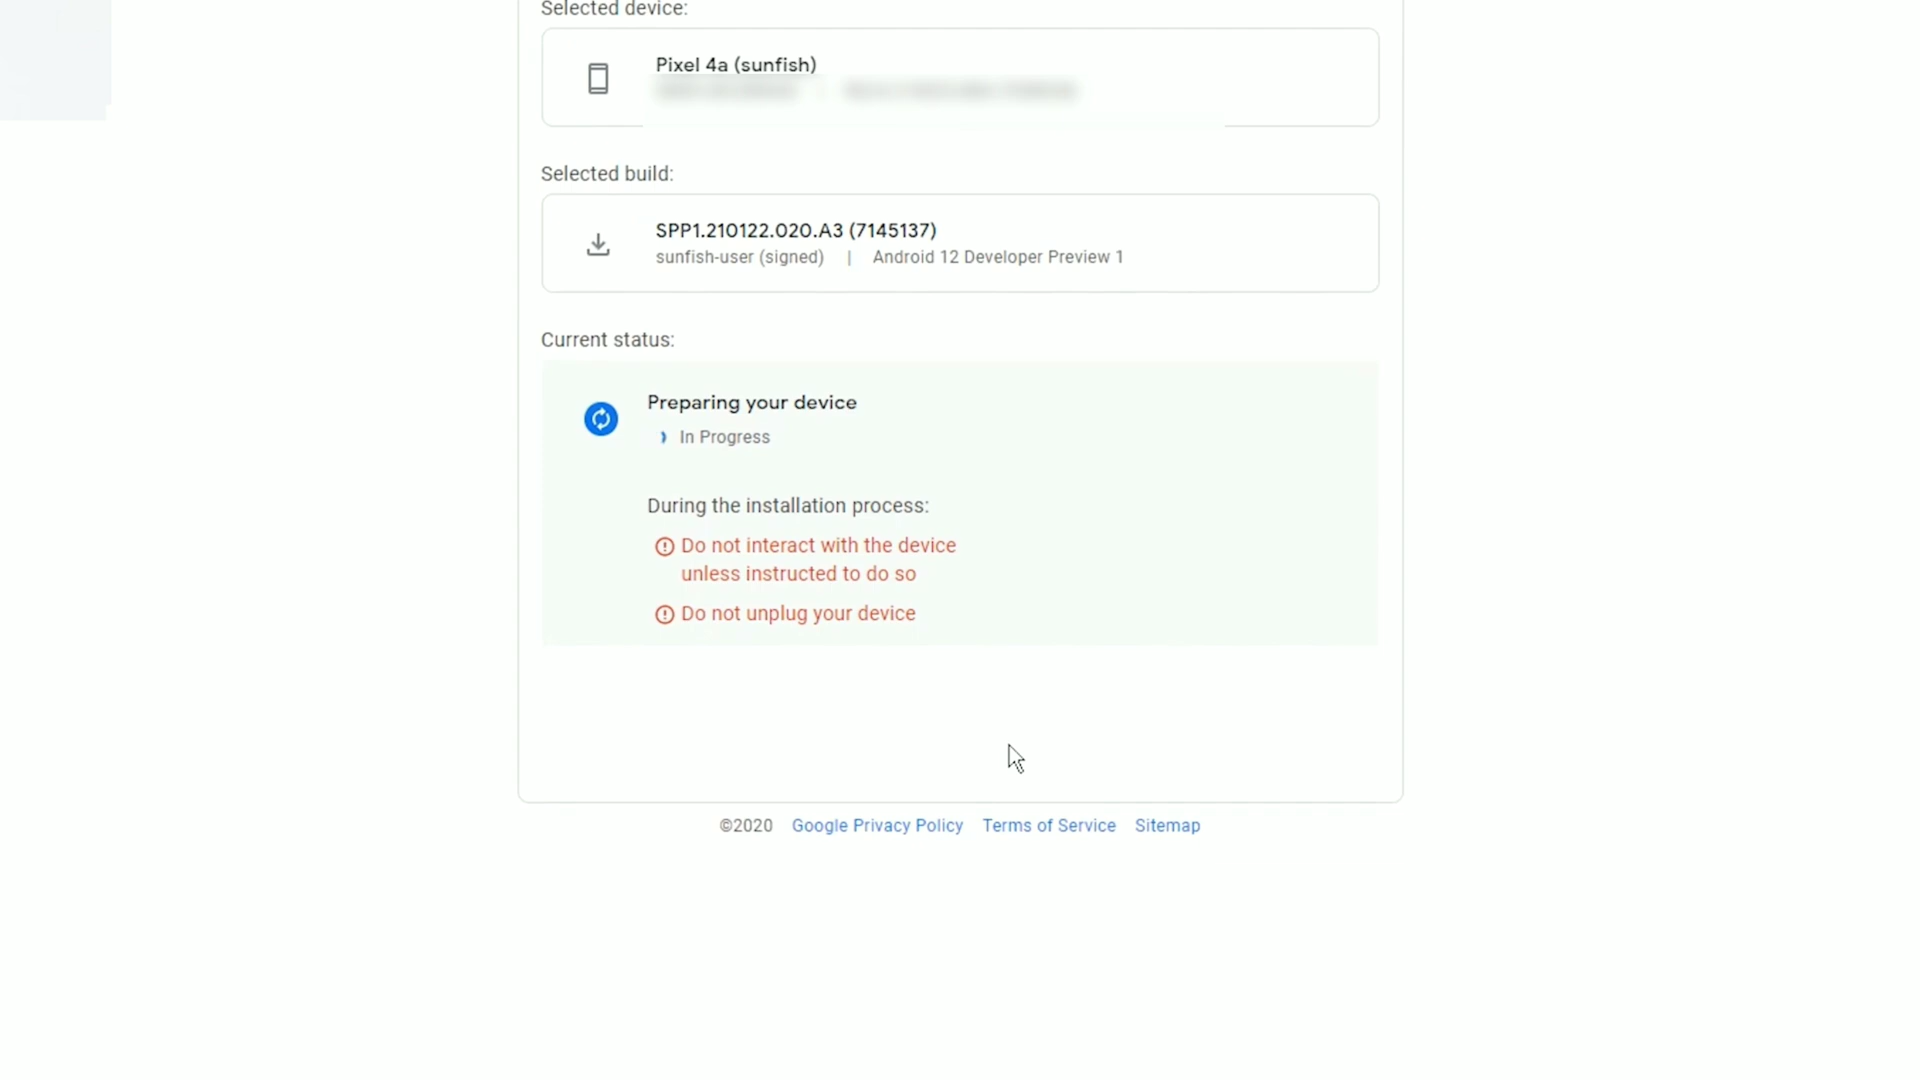 Selected device:
Pixel 4a (sunfish)
Selected build:
SPP1.210122.020.A3 (7145137)
sunfish-user (signed) | Android 12 Developer Preview 1
Current status:
Preparing your device
In Progress
During the installation process:
Do not interact with the device
unless instructed to do so
Do not unplug your device
©2020 Google Privacy Policy Terms of Service Sitemap